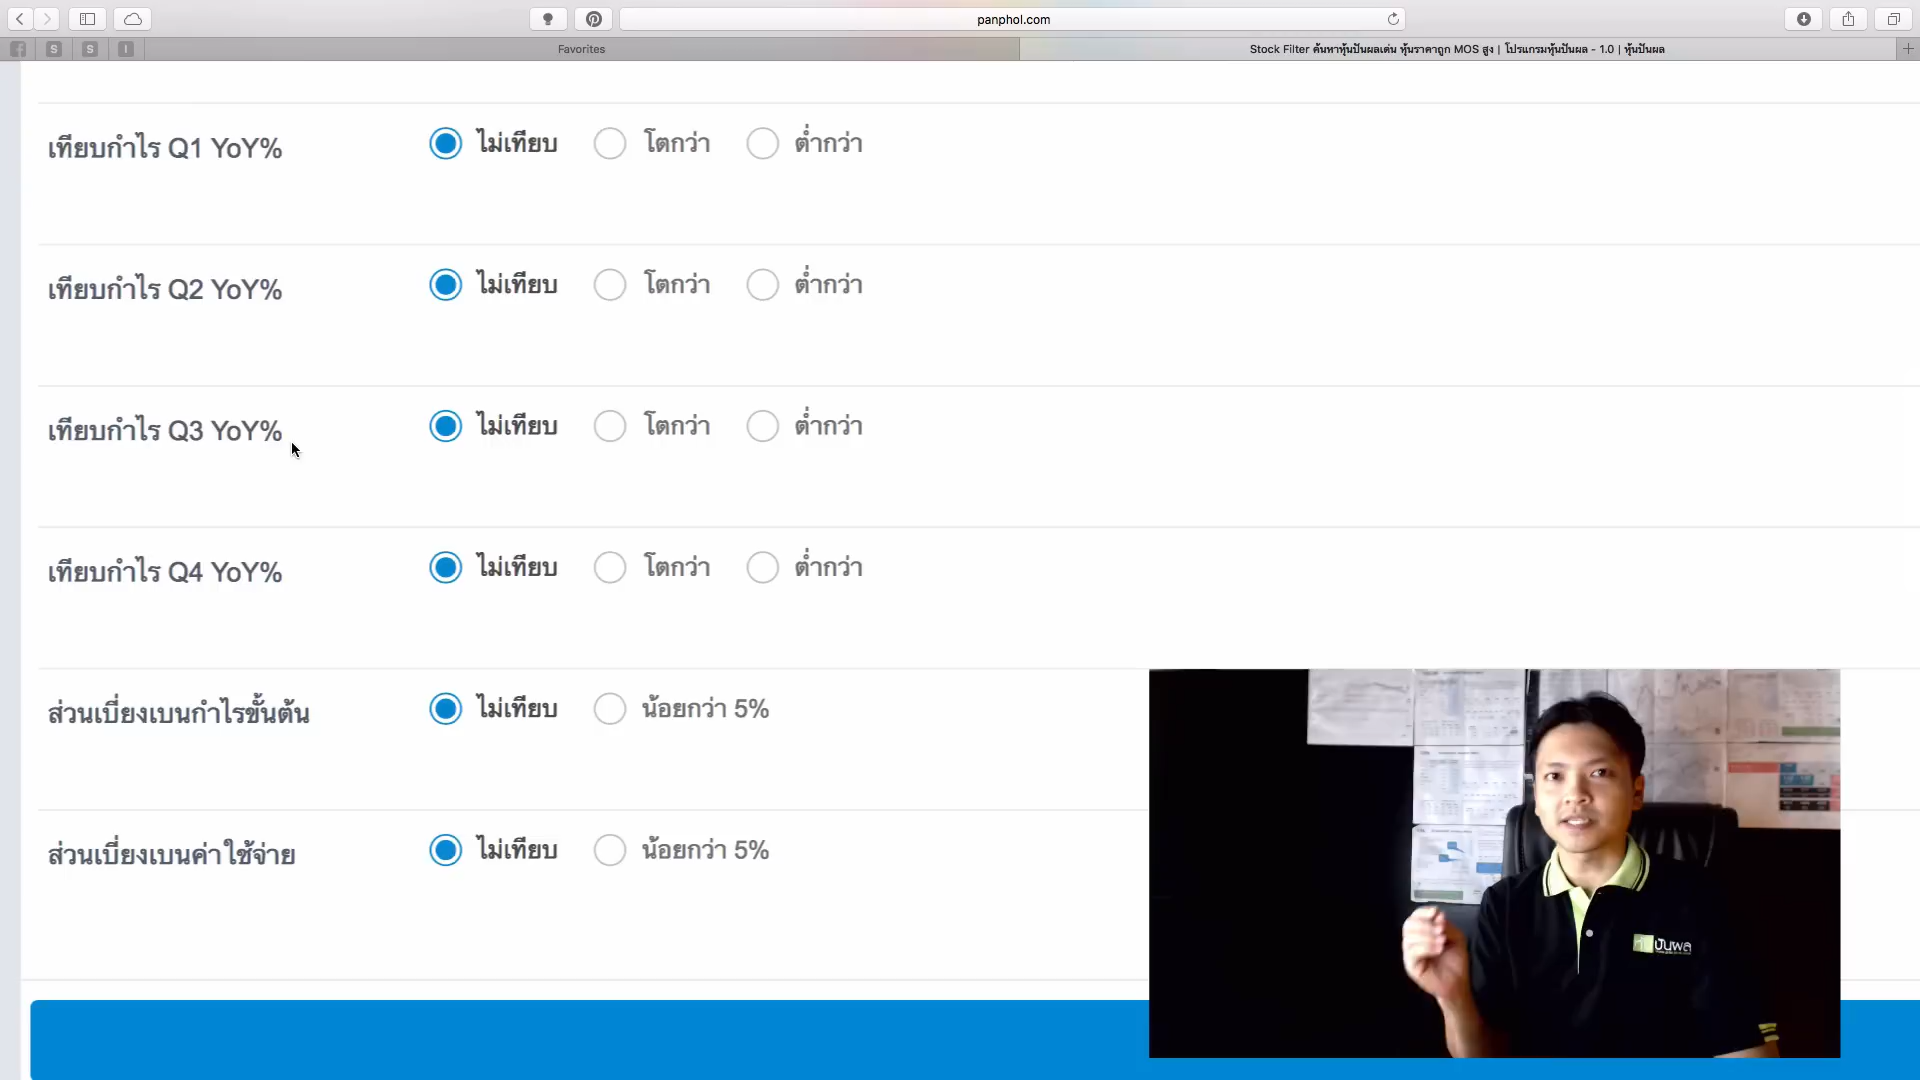 panphol.com
S
S
I
Favorites
Stock Filter ค้นหาหุ้นปันผลเด่น หุ้นราคาถูก MOS สูง | โปรแกรมหุ้นปันผล - 1.0 | หุ้นปันผล
เทียบกำไร Q1 YoY%
ไม่เทียบ
โตกว่า
ต่ำกว่า
เทียบกำไร Q2 YoY%
ไม่เทียบ
โตกว่า
ต่ำกว่า
เทียบกำไร Q3 YoY%
ไม่เทียบ
โตกว่า
ต่ำกว่า
เทียบกำไร Q4 YoY%
ไม่เทียบ
โตกว่า
ต่ำกว่า
ส่วนเบี่ยงเบนกำไรขั้นต้น
ไม่เทียบ
น้อยกว่า 5%
ส่วนเบี่ยงเบนค่าใช้จ่าย
ไม่เทียบ
น้อยกว่า 5%
ปันผล